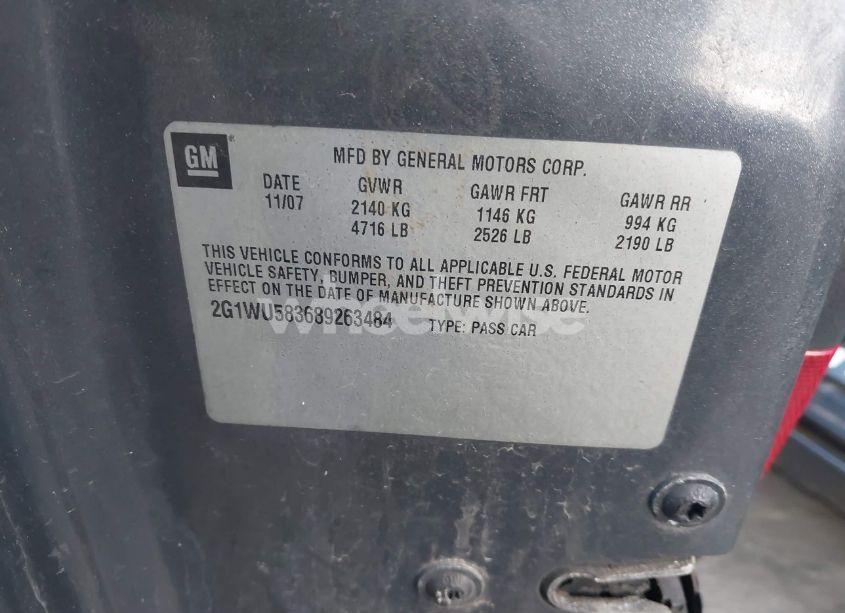 GM
MFD BY GENERAL MOTORS CORP.
DATE GVWR GAWR FRT GAWR RR
11/07 2140 KG 1146 KG 994 KG
4716 LB 2526 LB 2190 LB
THIS VEHICLE CONFORMS TO ALL APPLICABLE U.S. FEDERAL MOTOR
VEHICLE SAFETY, BUMPER, AND THEFT PREVENTION STANDARDS IN
EFFECT ON THE DATE OF MANUFACTURE SHOWN ABOVE.
2G1WU583689263484 TYPE: PASS CAR